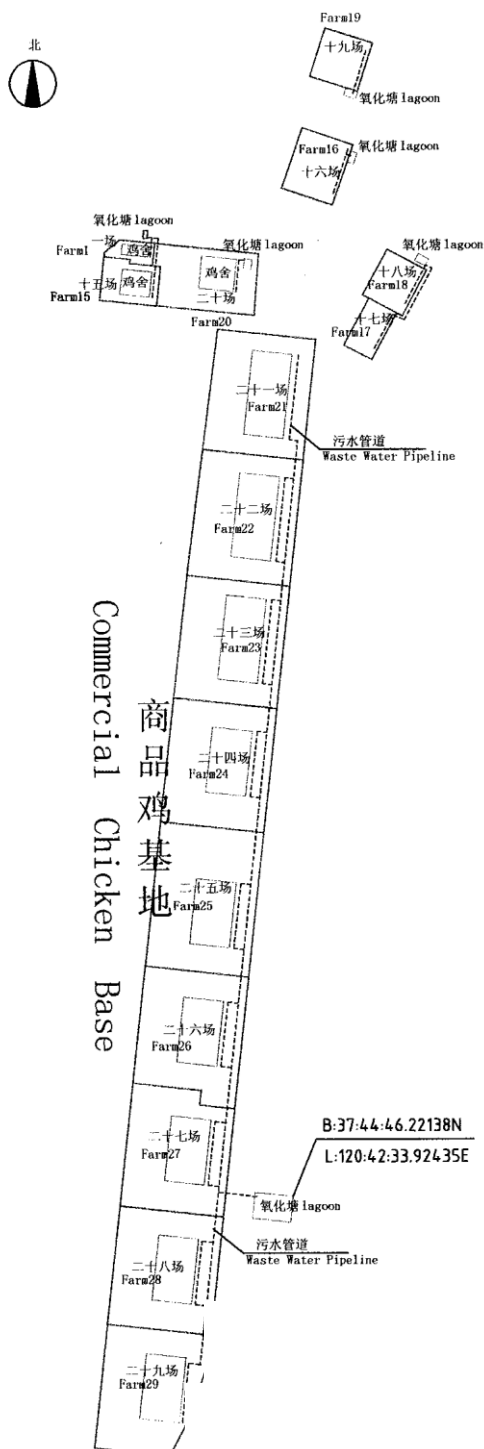 Farm19
北
十九场
氧化塘 lagoon
氧化塘 lagoon
Farm16
十六场
氧化塘 lagoon
一场
鸡舍
Farm1
氧化塘 lagoon
氧化塘 lagoon
十五场
鸡舍
鸡舍
Farm15
二十场
Farm20
十八场
Farm18
十七场
Farm17
二十一场
Farm21
污水管道
Waste Water Pipeline
二十二场
Farm22
二十三场
Farm23
商品鸡基地
Commercial Chicken Base
二十四场
Farm24
二十五场
Farm25
二十六场
Farm26
B:37:44:46.22138N
L:120:42:33.92435E
二十七场
Farm27
氧化塘 lagoon
污水管道
Waste Water Pipeline
二十八场
Farm28
二十九场
Farm29